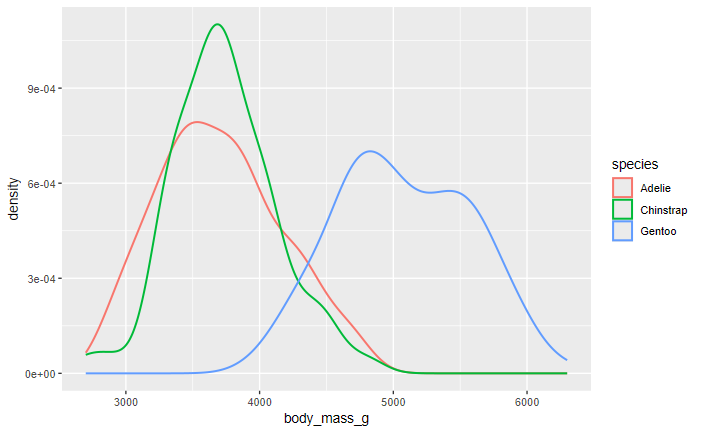 density
9e-04
6e-04
3e-04
0e+00
3000 4000 5000 6000
body_mass_g
species
Adelie
Chinstrap
Gentoo